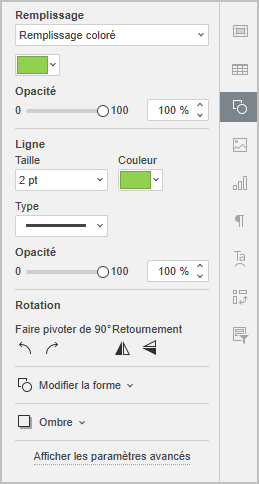 Remplissage
Remplissage coloré
Opacité
0 100 100 %
Ligne
Taille Couleur
2 pt
Type
Opacité
0 100 100 %
Rotation
Faire pivoter de 90° Retournement
Modifier la forme
Ombre
Afficher les paramètres avancés
Ta